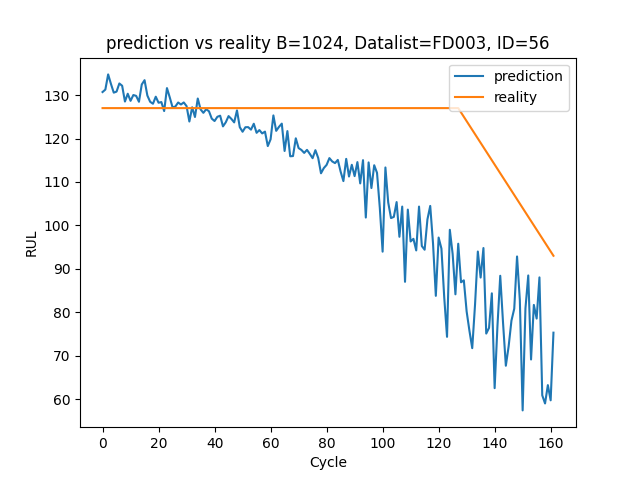 prediction vs reality B=1024, Datalist=FD003, ID=56
prediction
reality
130
120
110
100
90
80
70
60
RUL
0 20 40 60 80 100 120 140 160
Cycle